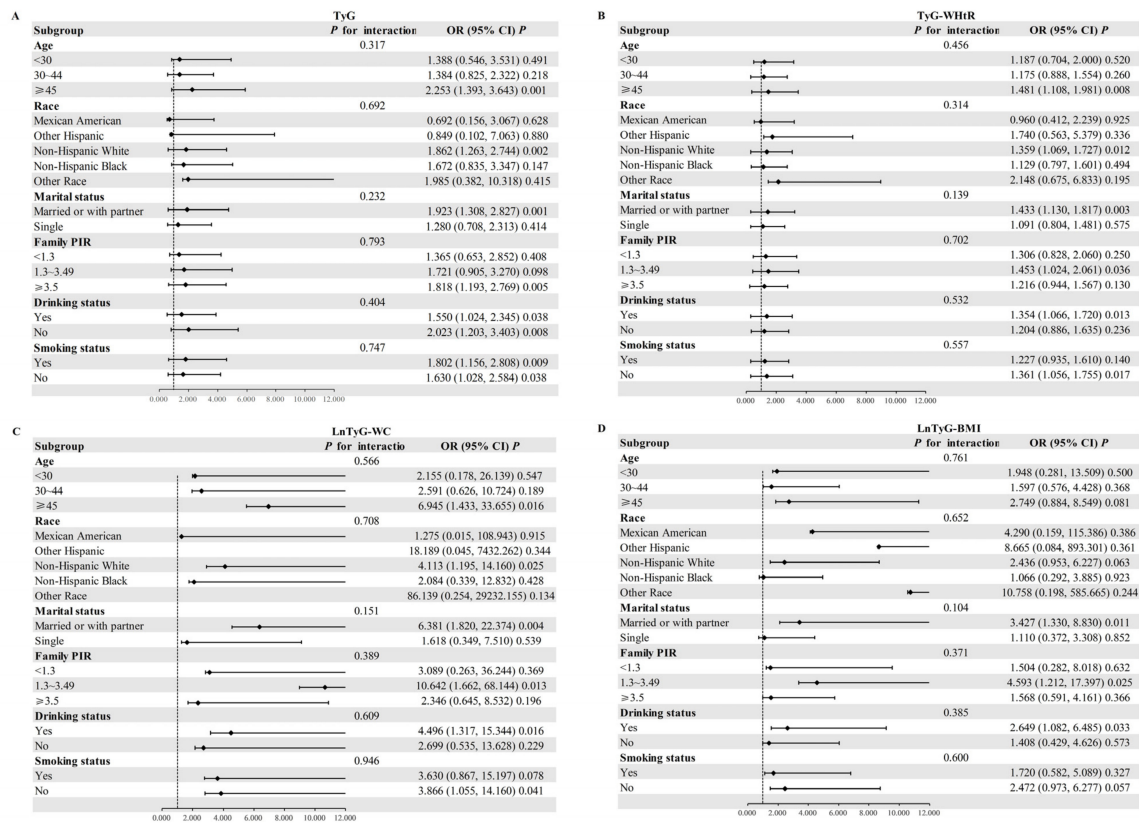 A
TyG
Subgroup P for interaction OR (95% CI) P
Age 0.317
<30 1.388 (0.546, 3.531) 0.491
30~44 1.384 (0.825, 2.322) 0.218
≥45 2.253 (1.393, 3.643) 0.001
Race 0.692
Mexican American 0.692 (0.156, 3.067) 0.628
Other Hispanic 0.849 (0.102, 7.063) 0.880
Non-Hispanic White 1.862 (1.263, 2.744) 0.002
Non-Hispanic Black 1.672 (0.835, 3.347) 0.147
Other Race 1.985 (0.382, 10.318) 0.415
Marital status 0.232
Married or with partner 1.923 (1.308, 2.827) 0.001
Single 1.280 (0.708, 2.313) 0.414
Family PIR 0.793
<1.3 1.365 (0.653, 2.852) 0.408
1.3~3.49 1.721 (0.905, 3.270) 0.098
≥3.5 1.818 (1.193, 2.769) 0.005
Drinking status 0.404
Yes 1.550 (1.024, 2.345) 0.038
No 2.023 (1.203, 3.403) 0.008
Smoking status 0.747
Yes 1.802 (1.156, 2.808) 0.009
No 1.630 (1.028, 2.584) 0.038
0.000 2.000 4.000 6.000 8.000 10.000 12.000
B
TyG-WHtR
Subgroup P for interaction OR (95% CI) P
Age 0.456
<30 1.187 (0.704, 2.000) 0.520
30~44 1.175 (0.888, 1.554) 0.260
≥45 1.481 (1.108, 1.981) 0.008
Race 0.314
Mexican American 0.960 (0.412, 2.239) 0.925
Other Hispanic 1.740 (0.563, 5.379) 0.336
Non-Hispanic White 1.359 (1.069, 1.727) 0.012
Non-Hispanic Black 1.129 (0.797, 1.601) 0.494
Other Race 2.148 (0.675, 6.833) 0.195
Marital status 0.139
Married or with partner 1.433 (1.130, 1.817) 0.003
Single 1.091 (0.804, 1.481) 0.575
Family PIR 0.702
<1.3 1.306 (0.828, 2.060) 0.250
1.3~3.49 1.453 (1.024, 2.061) 0.036
≥3.5 1.216 (0.944, 1.567) 0.130
Drinking status 0.532
Yes 1.354 (1.066, 1.720) 0.013
No 1.204 (0.886, 1.635) 0.236
Smoking status 0.557
Yes 1.227 (0.935, 1.610) 0.140
No 1.361 (1.056, 1.755) 0.017
0.000 2.000 4.000 6.000 8.000 10.000 12.000
C
LnTyG-WC
Subgroup P for interactio OR (95% CI) P
Age 0.566
<30 2.155 (0.178, 26.139) 0.547
30~44 2.591 (0.626, 10.724) 0.189
≥45 6.945 (1.433, 33.655) 0.016
Race 0.708
Mexican American 1.275 (0.015, 108.943) 0.915
Other Hispanic 18.189 (0.045, 7432.262) 0.344
Non-Hispanic White 4.113 (1.195, 14.160) 0.025
Non-Hispanic Black 2.084 (0.339, 12.832) 0.428
Other Race 86.139 (0.254, 29232.155) 0.134
Marital status 0.151
Married or with partner 6.381 (1.820, 22.374) 0.004
Single 1.618 (0.349, 7.510) 0.539
Family PIR 0.389
<1.3 3.089 (0.263, 36.244) 0.369
1.3~3.49 10.642 (1.662, 68.144) 0.013
≥3.5 2.346 (0.645, 8.532) 0.196
Drinking status 0.609
Yes 4.496 (1.317, 15.344) 0.016
No 2.699 (0.535, 13.628) 0.229
Smoking status 0.946
Yes 3.630 (0.867, 15.197) 0.078
No 3.866 (1.055, 14.160) 0.041
0.000 2.000 4.000 6.000 8.000 10.000 12.000
D
LnTyG-BMI
Subgroup P for interaction OR (95% CI) P
Age 0.761
<30 1.948 (0.281, 13.509) 0.500
30~44 1.597 (0.576, 4.428) 0.368
≥45 2.749 (0.884, 8.549) 0.081
Race 0.652
Mexican American 4.290 (0.159, 115.386) 0.386
Other Hispanic 8.665 (0.084, 893.301) 0.361
Non-Hispanic White 2.436 (0.953, 6.227) 0.063
Non-Hispanic Black 1.066 (0.292, 3.885) 0.923
Other Race 10.758 (0.198, 585.665) 0.244
Marital status 0.104
Married or with partner 3.427 (1.330, 8.830) 0.011
Single 1.110 (0.372, 3.308) 0.852
Family PIR 0.371
<1.3 1.504 (0.282, 8.018) 0.632
1.3~3.49 4.593 (1.212, 17.397) 0.025
≥3.5 1.568 (0.591, 4.161) 0.366
Drinking status 0.385
Yes 2.649 (1.082, 6.485) 0.033
No 1.408 (0.429, 4.626) 0.573
Smoking status 0.600
Yes 1.720 (0.582, 5.089) 0.327
No 2.472 (0.973, 6.277) 0.057
0.000 2.000 4.000 6.000 8.000 10.000 12.000